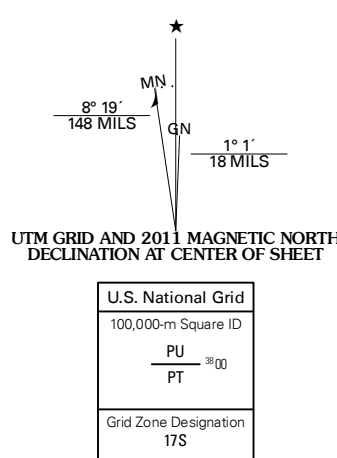 ★
MN
8° 19´
148 MILS
GN
1° 1´
18 MILS
UTM GRID AND 2011 MAGNETIC NORTH
DECLINATION AT CENTER OF SHEET
U.S. National Grid
100,000-m Square ID
PU
3800
PT
Grid Zone Designation
17S